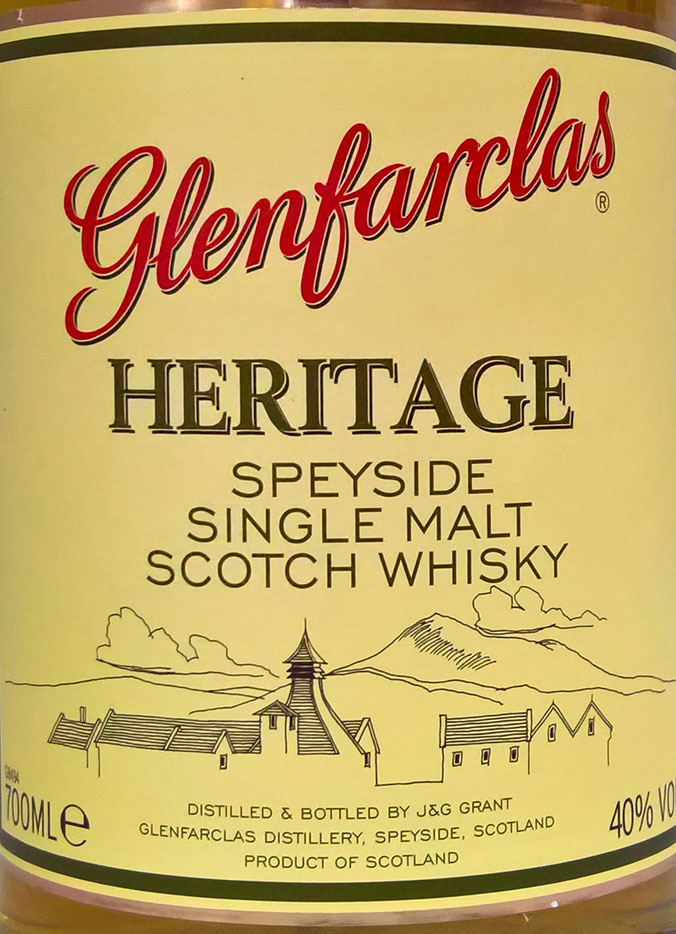 Glenfarclas
®
HERITAGE
SPEYSIDE
SINGLE MALT
SCOTCH WHISKY
700ML e
DISTILLED & BOTTLED BY J&G GRANT
GLENFARCLAS DISTILLERY, SPEYSIDE, SCOTLAND
PRODUCT OF SCOTLAND
40%